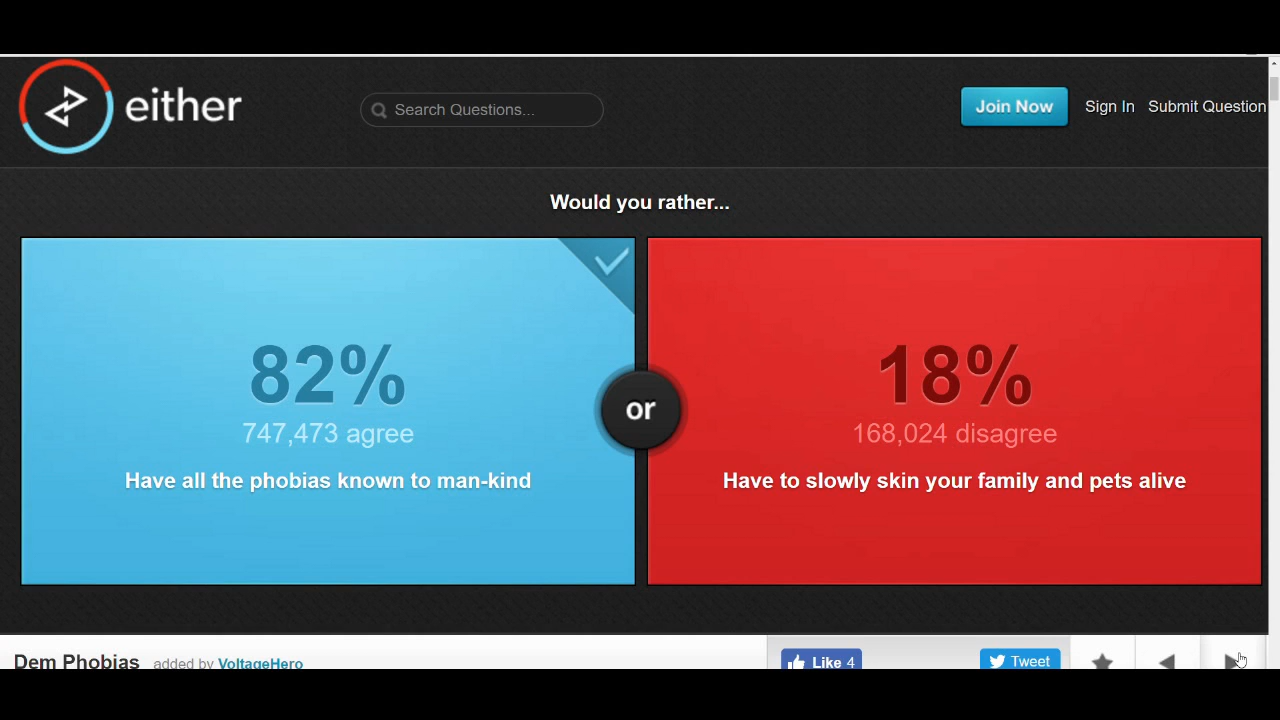 either
Search Questions...
Join Now
Sign In
Submit Question
Would you rather...
82%
747,473 agree
Have all the phobias known to man-kind
or
18%
168,024 disagree
Have to slowly skin your family and pets alive
Dem Phobias added by VoltageHero
Like 4
Tweet